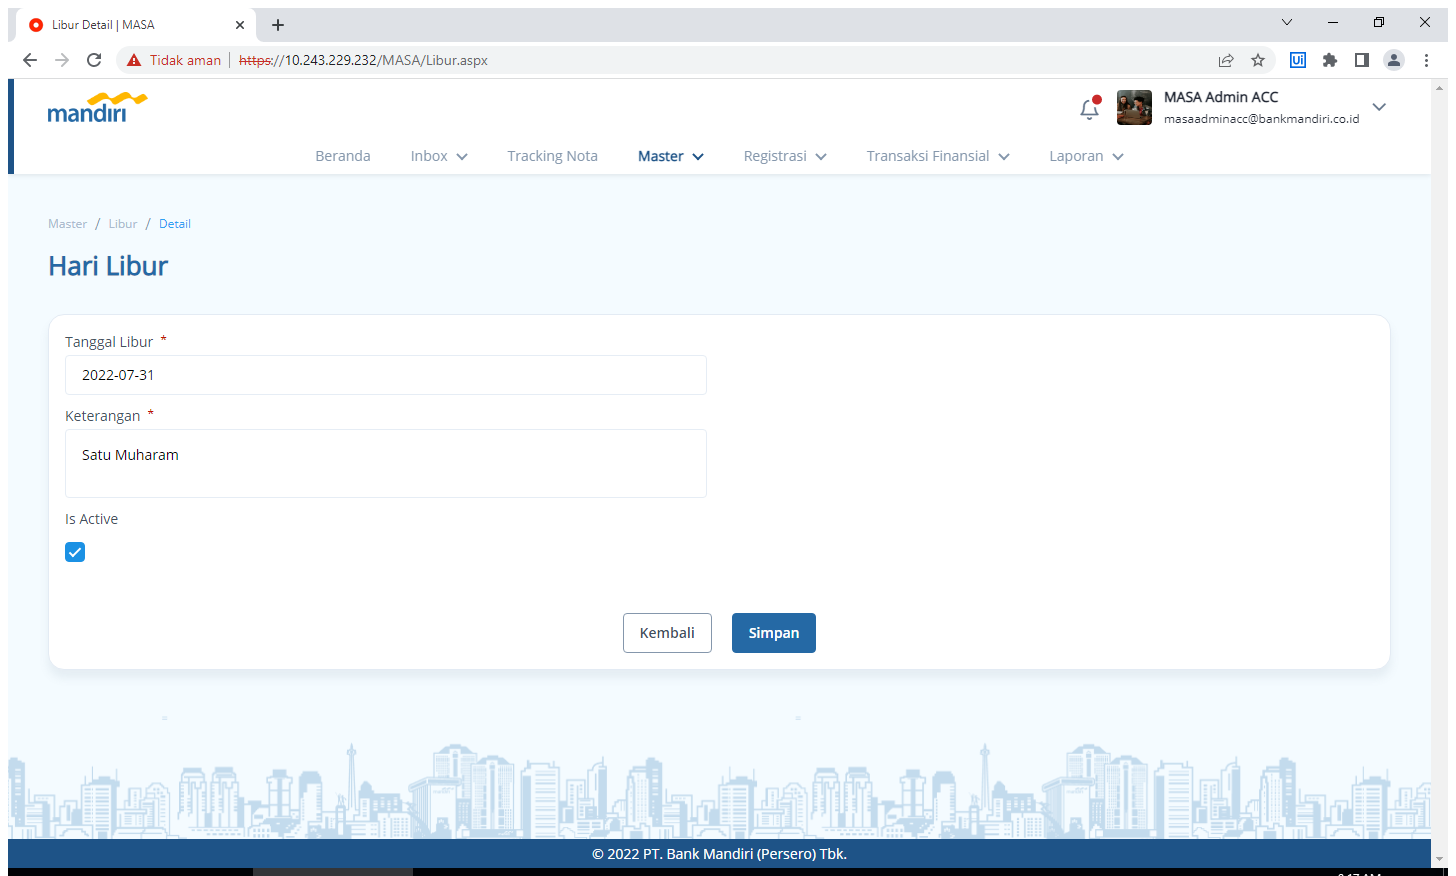 Libur Detail | MASA
Tidak aman | https://10.243.229.232/MASA/Libur.aspx
Ui
mandiri
MASA Admin ACC
masaadminacc@bankmandiri.co.id
Beranda Inbox Tracking Nota Master Registrasi Transaksi Finansial Laporan
Master / Libur / Detail
Hari Libur
Tanggal Libur *
2022-07-31
Keterangan *
Satu Muharam
Is Active
Kembali Simpan
© 2022 PT. Bank Mandiri (Persero) Tbk.